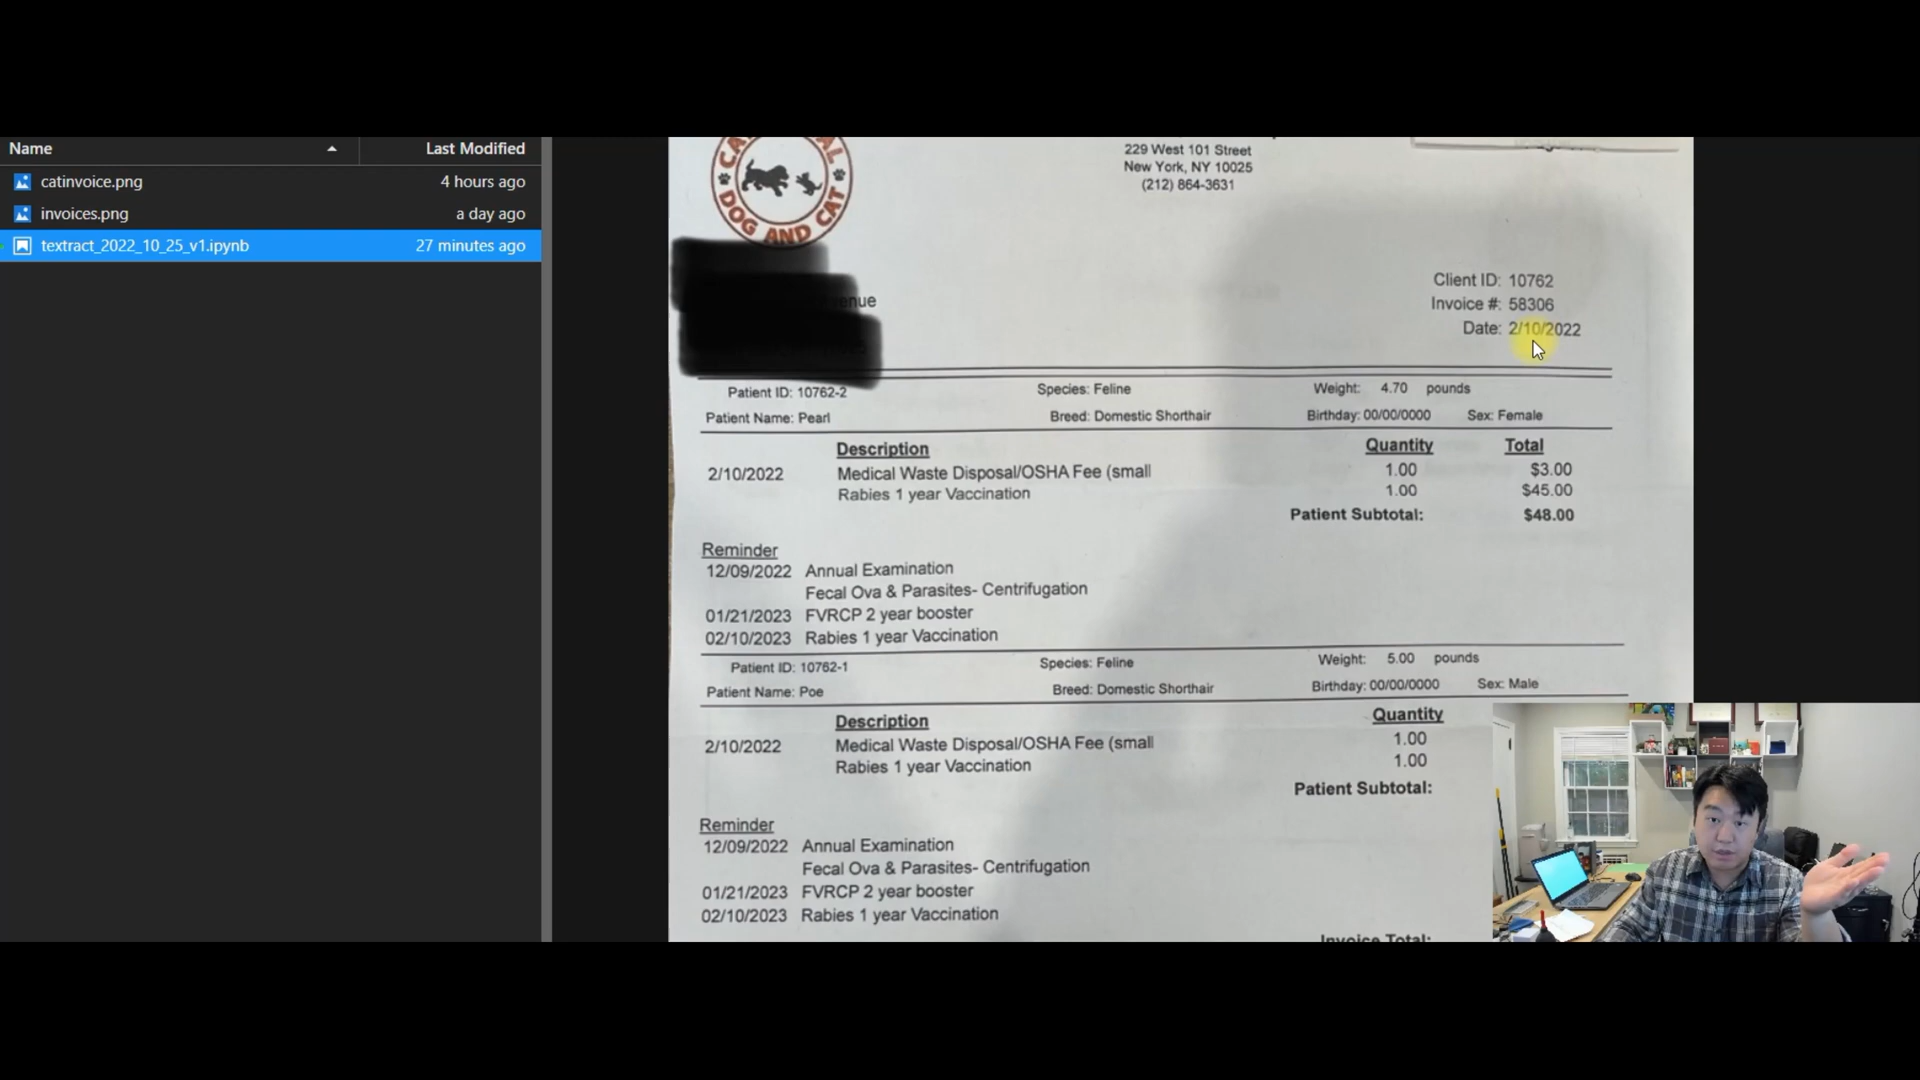 Name
Last Modified
catinvoice.png
4 hours ago
invoices.png
a day ago
textract_2022_10_25_v1.ipynb
27 minutes ago
DOG AND CAT
229 West 101 Street
New York, NY 10025
(212) 864-3631
enue
Client ID: 10762
Invoice #: 58306
Date: 2/10/2022
Patient ID: 10762-2 Species: Feline Weight: 4.70 pounds
Patient Name: Pearl Breed: Domestic Shorthair Birthday: 00/00/0000 Sex: Female
Description Quantity Total
2/10/2022 Medical Waste Disposal/OSHA Fee (small 1.00 $3.00
Rabies 1 year Vaccination 1.00 $45.00
Patient Subtotal: $48.00
Reminder
12/09/2022 Annual Examination
Fecal Ova & Parasites- Centrifugation
01/21/2023 FVRCP 2 year booster
02/10/2023 Rabies 1 year Vaccination
Patient ID: 10762-1 Species: Feline Weight: 5.00 pounds
Patient Name: Poe Breed: Domestic Shorthair Birthday: 00/00/0000 Sex: Male
Description Quantity
2/10/2022 Medical Waste Disposal/OSHA Fee (small 1.00
Rabies 1 year Vaccination 1.00
Patient Subtotal:
Reminder
12/09/2022 Annual Examination
Fecal Ova & Parasites- Centrifugation
01/21/2023 FVRCP 2 year booster
02/10/2023 Rabies 1 year Vaccination
Invoice Total: